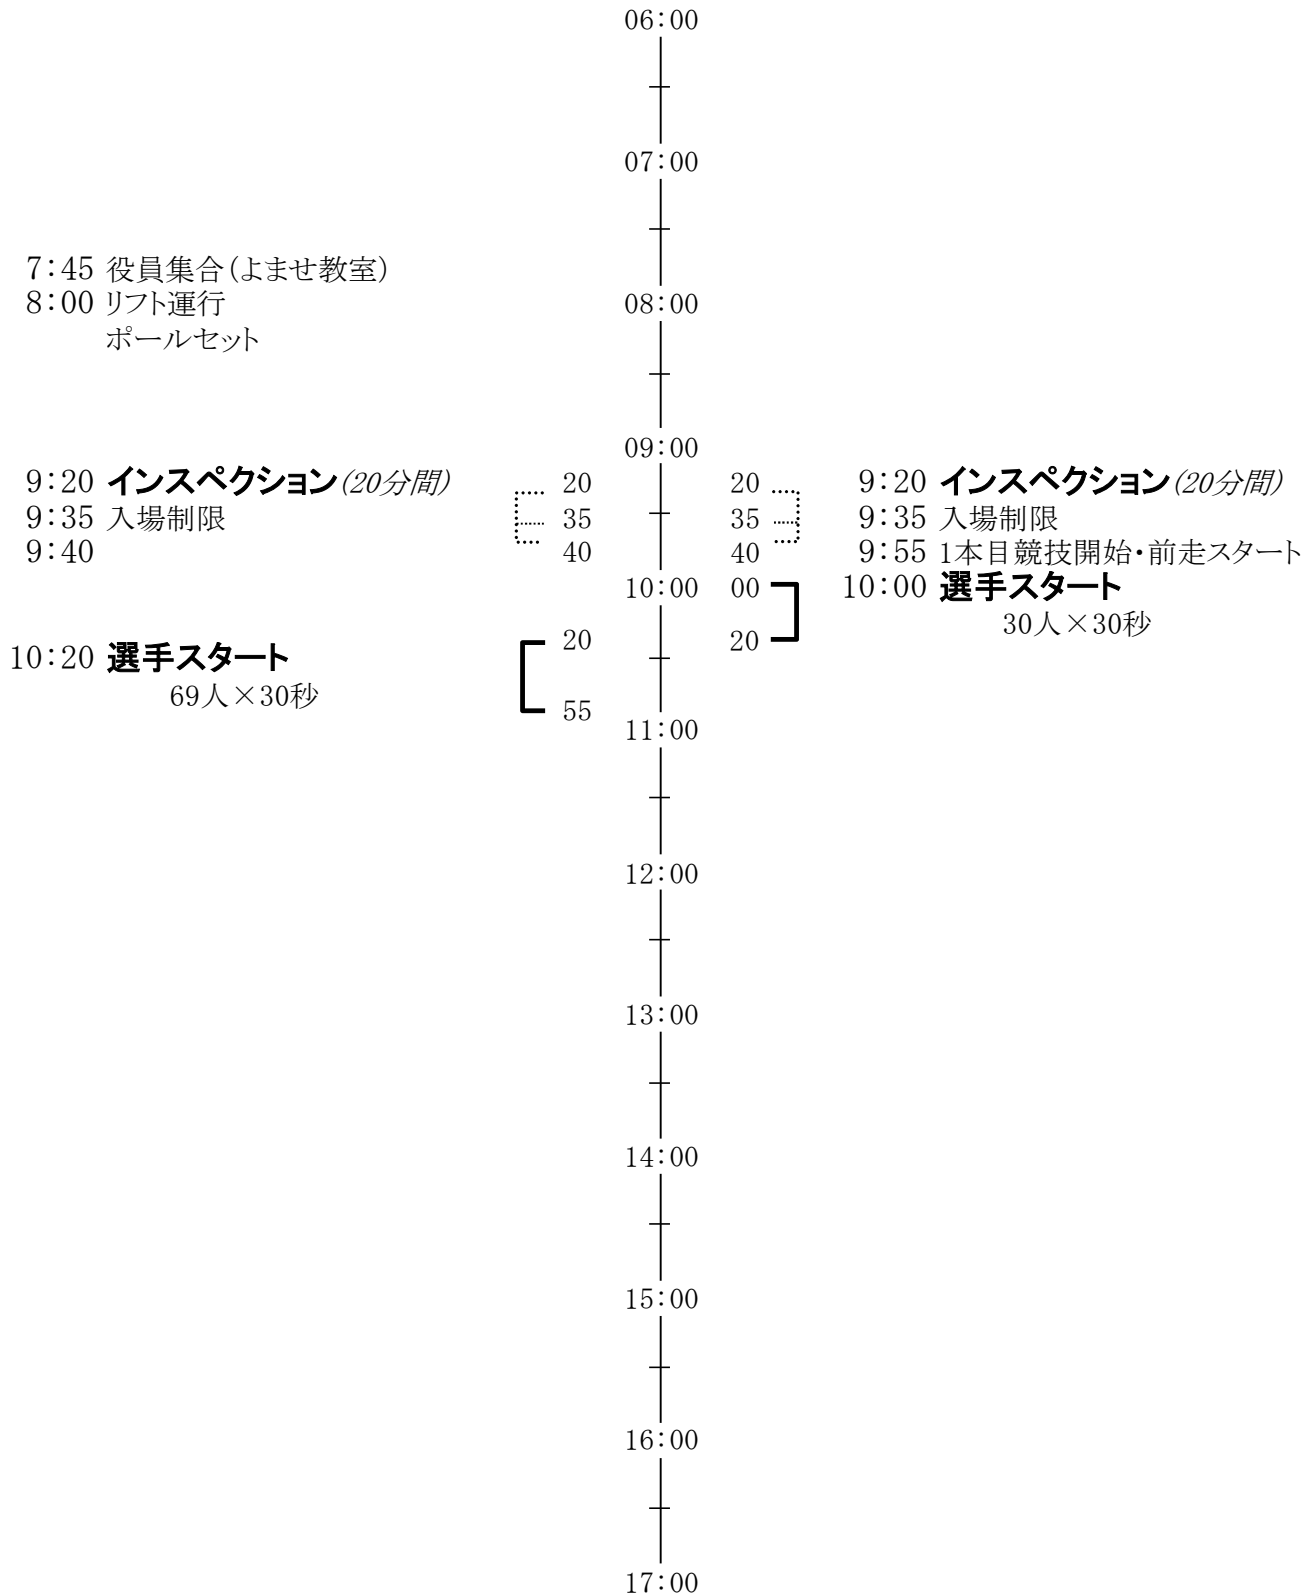 06:00
07:00
7:45 役員集合(よませ教室)
8:00 リフト運行
08:00
ポールセット
09:00
9:20 インスペクション(20分間) 20 20 9:20 インスペクション(20分間)
9:35 入場制限 35 35 9:35 入場制限
9:40 40 40 9:55 1本目競技開始・前走スタート
10:00 00 10:00 選手スタート
30人×30秒
20 20
10:20 選手スタート
69人×30秒
55
11:00
12:00
13:00
14:00
15:00
16:00
17:00